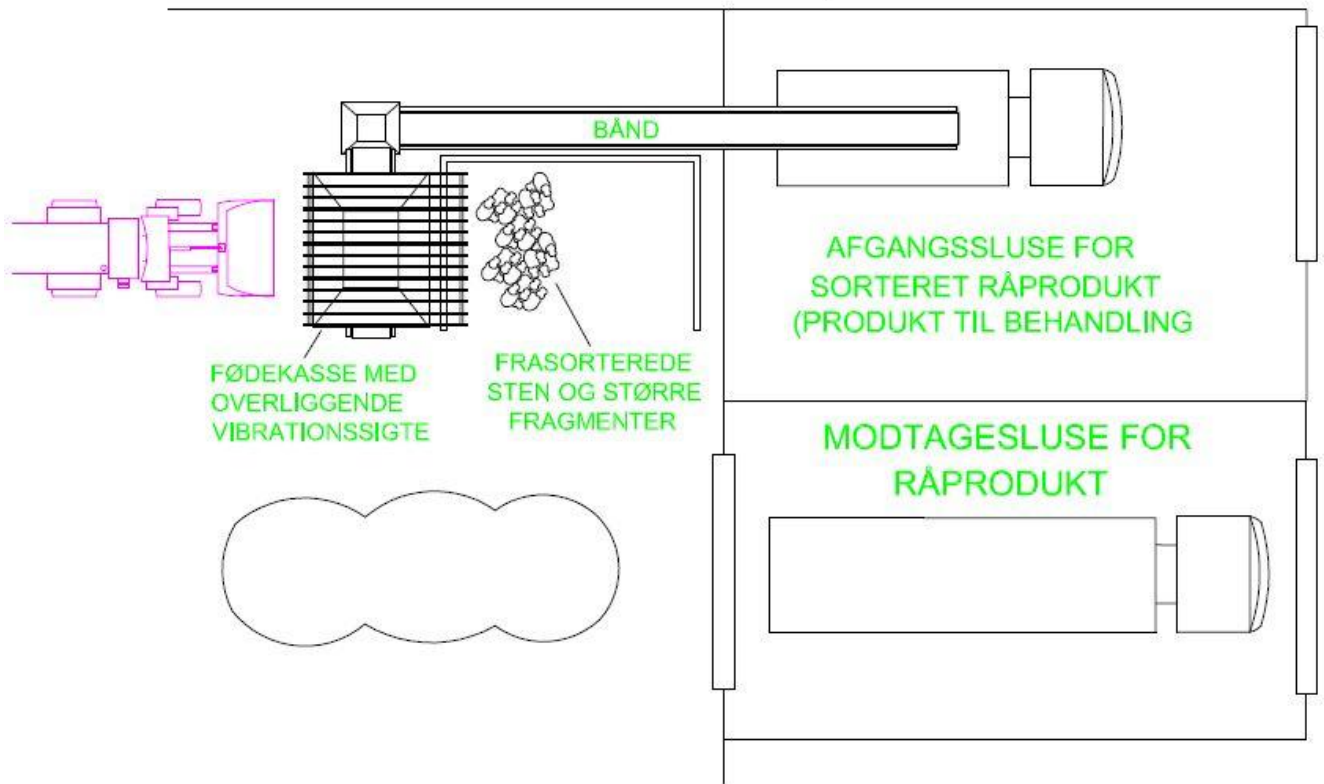 BÅND
AFGANGSSLUSE FOR
SORTERET RÅPRODUKT
(PRODUKT TIL BEHANDLING
FØDEKASSE MED
OVERLIGGENDE
VIBRATIONSSIGTE
FRASORTEREDE
STEN OG STØRRE
FRAGMENTER
MODTAGESLUSE FOR
RÅPRODUKT